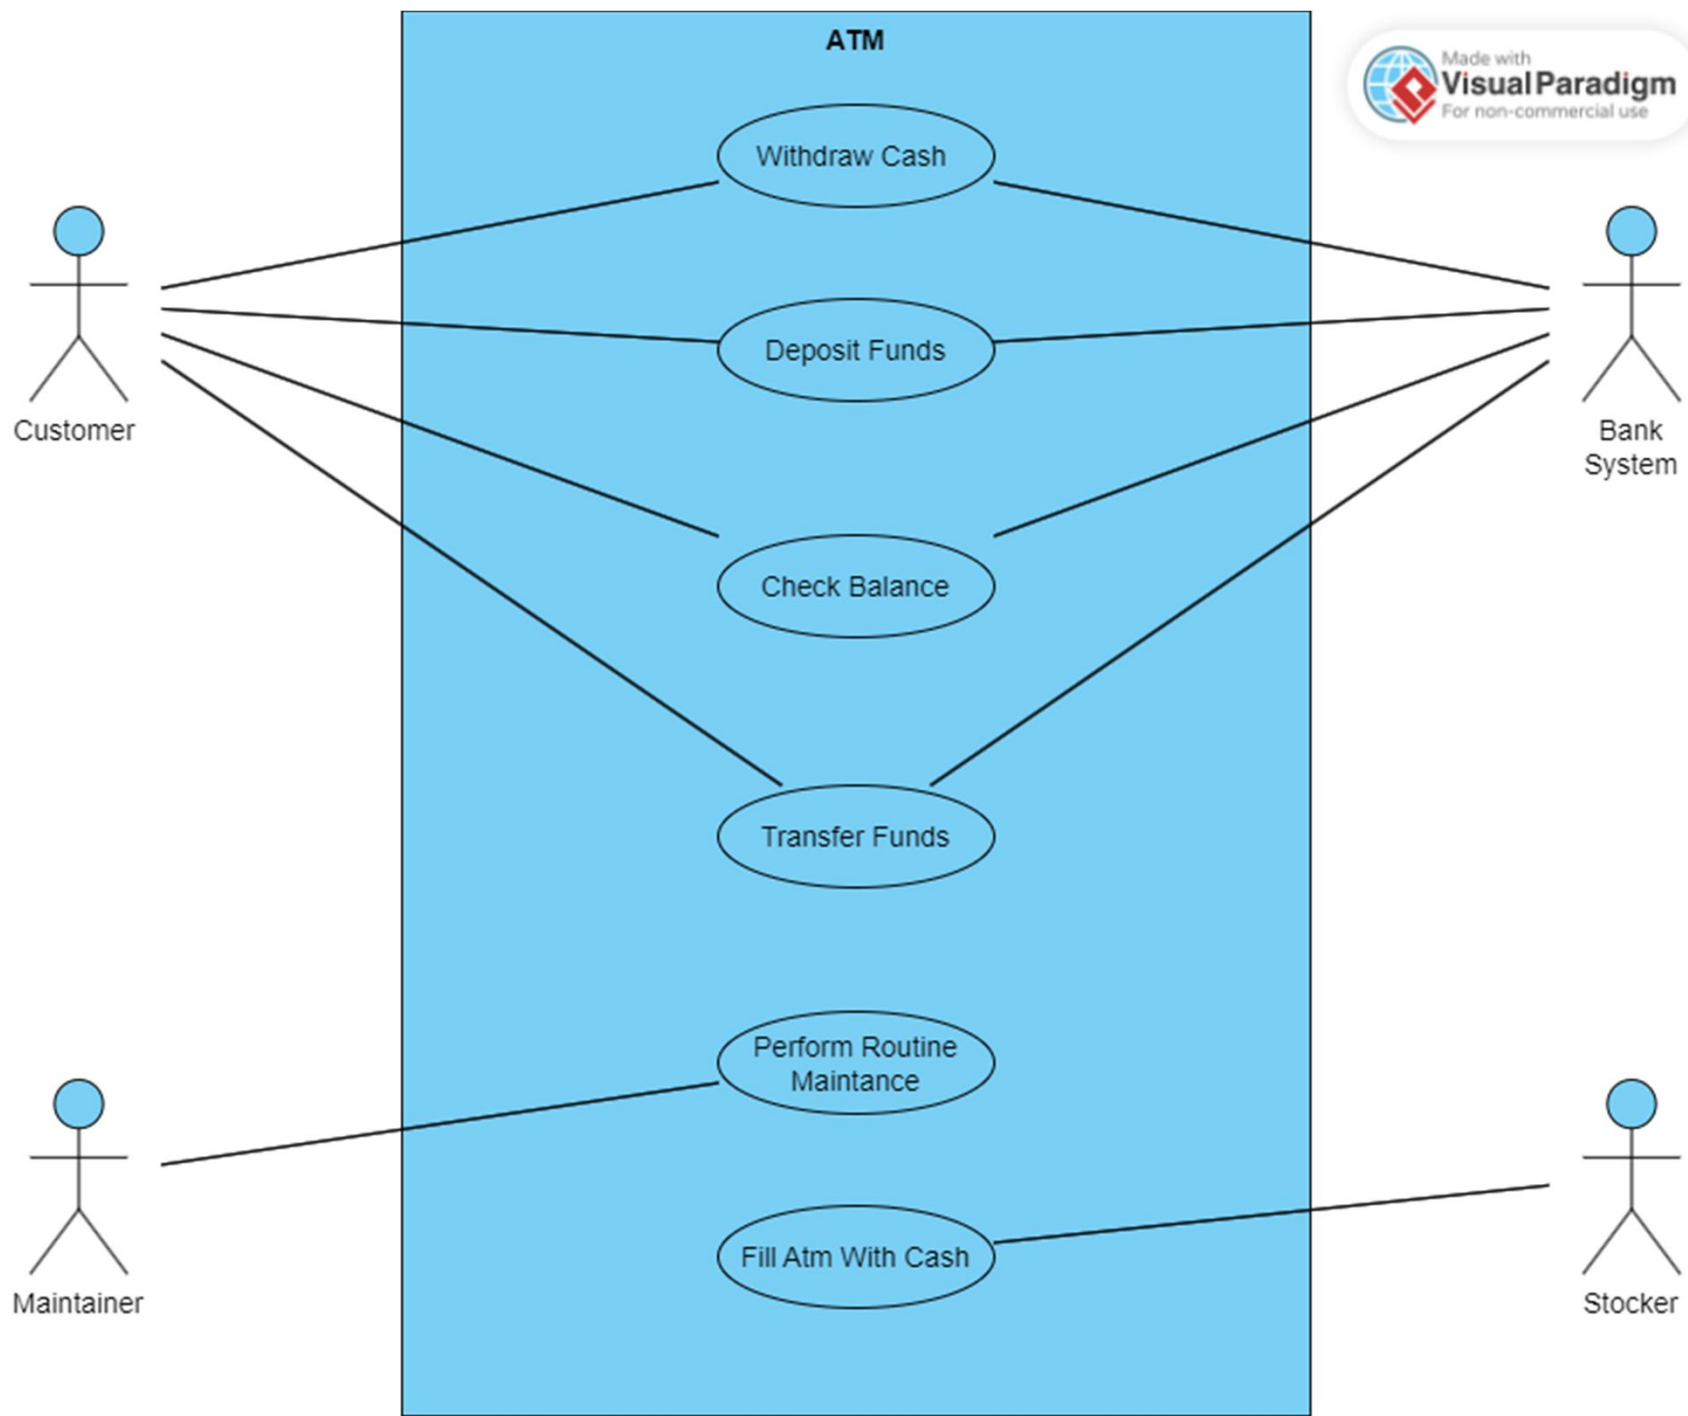 ATM
Made with
Visual Paradigm
For non-commercial use
Withdraw Cash
Deposit Funds
Customer
Bank
System
Check Balance
Transfer Funds
Perform Routine
Maintance
Fill Atm With Cash
Maintainer
Stocker